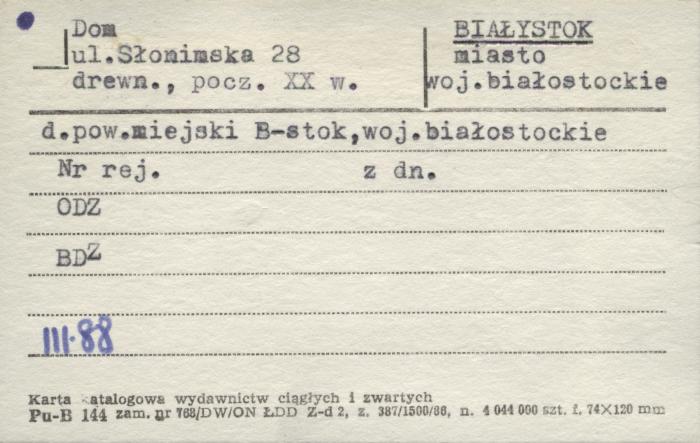 Dom
ul.Słonimska 28
drewn., pocz. XX w.
BIAŁYSTOK
miasto
woj.białostockie
d.pow.miejski B-stok,woj.białostockie
Nr rej. z dn.
ODZ
BDZ
III.88
Karta katalogowa wydawnictw ciągłych i zwartych
Pu-B 144 zam. nr 768/DW/ON ŁDD Z-d 2, z. 387/1500/86, n. 4 044 000 szt. f. 74×120 mm